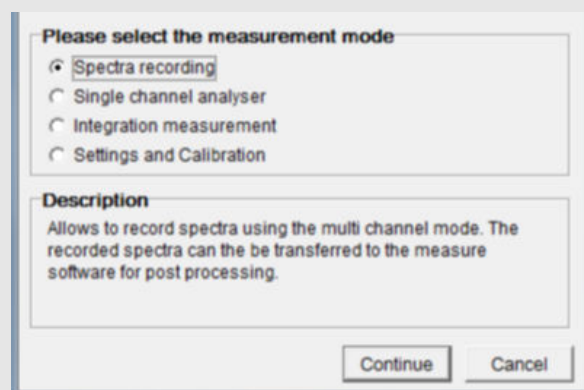 Please select the measurement mode
Spectra recording
Single channel analyser
Integration measurement
Settings and Calibration
Description
Allows to record spectra using the multi channel mode. The
recorded spectra can the be transferred to the measure
software for post processing.
Continue
Cancel